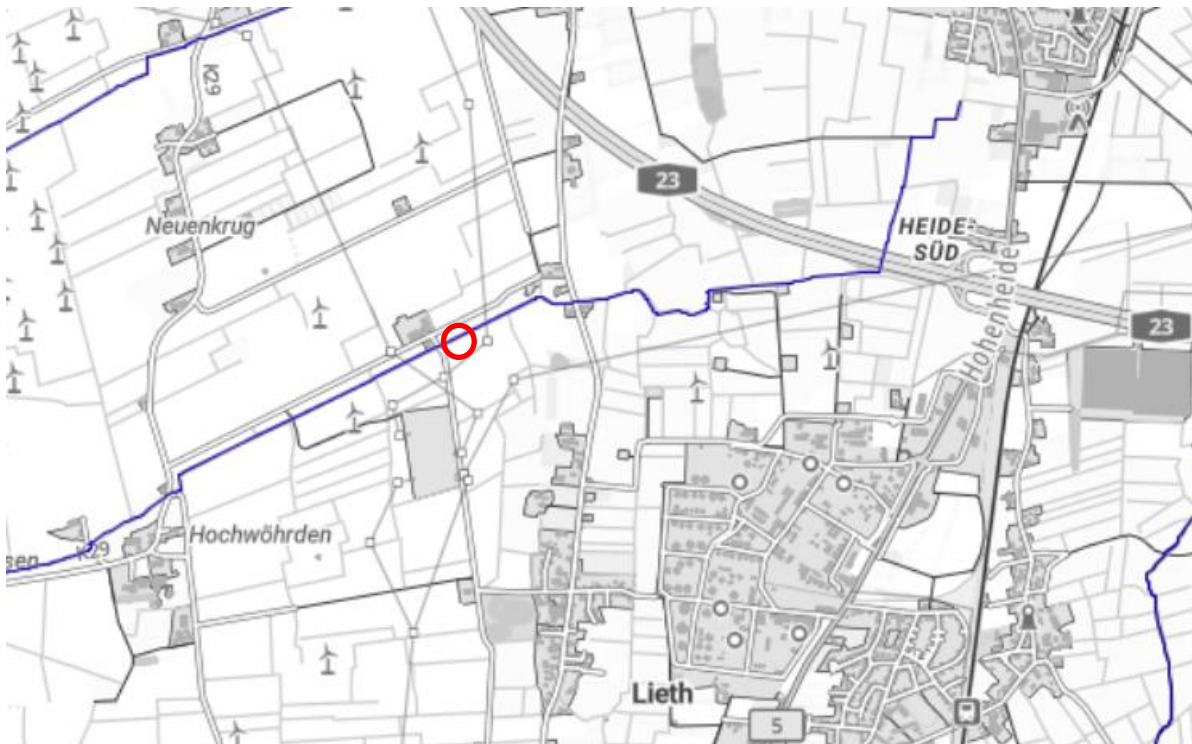 K29
23
Neuenkrug
HEIDE-
SÜD
Hohenheide
23
Hochwöhrden
sen
K29
Lieth
5